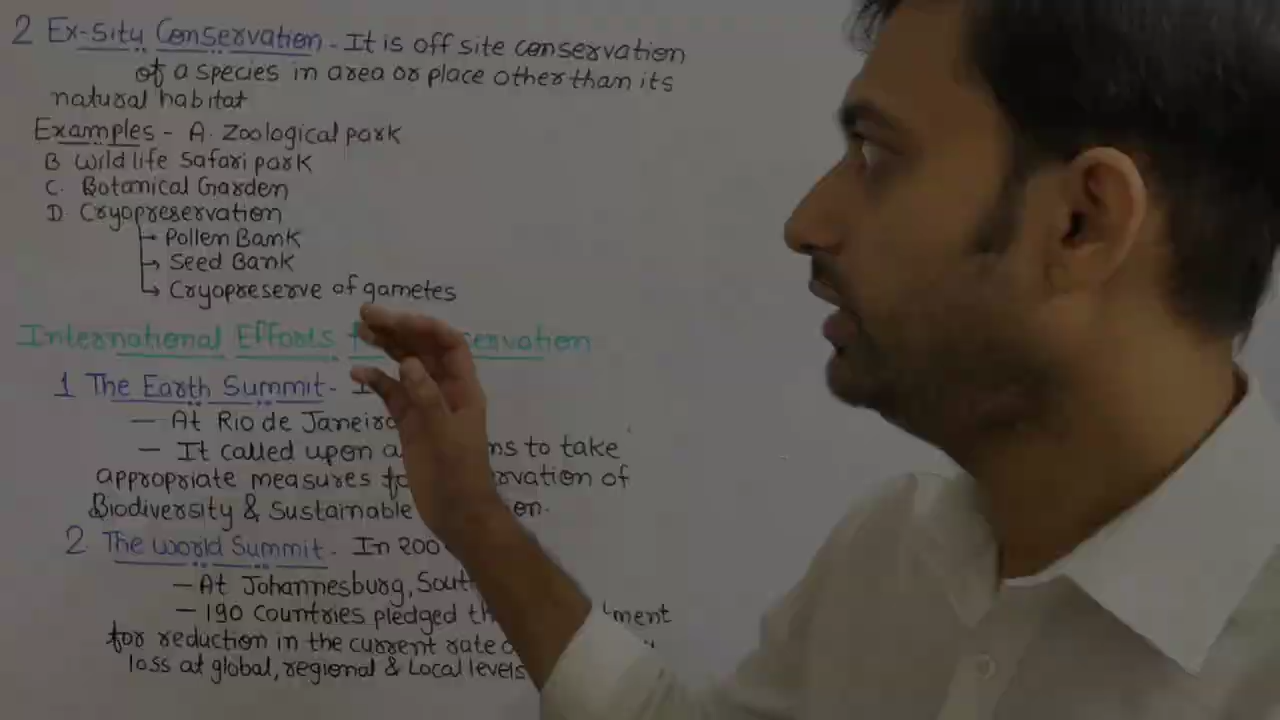 2 Ex-situ Conservation - It is off site conservation
of a species in area or place other than its
natural habitat
Examples - A. Zoological park
B Wild life Safari park
C. Botanical Garden
D. Cryopreservation
→ Pollen Bank
→ Seed Bank
→ Cryopreserve of gametes
International Efforts
1 The Earth Summit -
— At Rio de Janeiro
— It called upon to take
appropriate measures of
Biodiversity & Sustainable
2 The World Summit - In
— At Johannesburg,
— 190 Countries pledged
for reduction in the current rate
loss at global, regional & Local levels